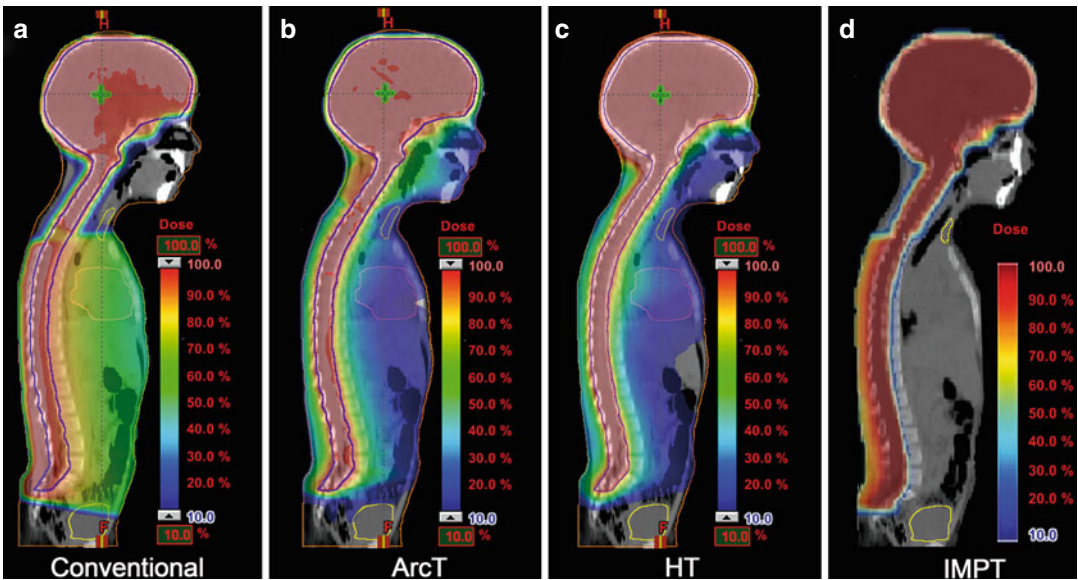 a
H
Dose
100.0 %
100.0
90.0 %
80.0 %
70.0 %
60.0 %
50.0 %
40.0 %
30.0 %
20.0 %
10.0
10.0 %
F
Conventional
b
H
Dose
100.0 %
100.0
90.0 %
80.0 %
70.0 %
60.0 %
50.0 %
40.0 %
30.0 %
20.0 %
10.0
10.0 %
F
ArcT
c
H
Dose
100.0 %
100.0
90.0 %
80.0 %
70.0 %
60.0 %
50.0 %
40.0 %
30.0 %
20.0 %
10.0
10.0 %
F
HT
d
Dose
100.0
90.0 %
80.0 %
70.0 %
60.0 %
50.0 %
40.0 %
30.0 %
20.0 %
10.0
IMPT